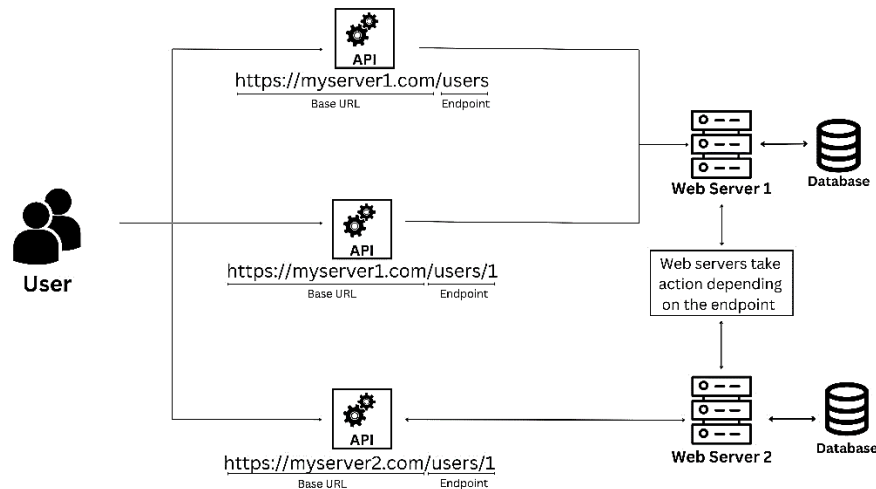 API
https://myserver1.com/users
Base URL
Endpoint
Web Server 1
Database
User
API
https://myserver1.com/users/1
Base URL
Endpoint
Web servers take
action depending
on the endpoint
API
https://myserver2.com/users/1
Base URL
Endpoint
Web Server 2
Database